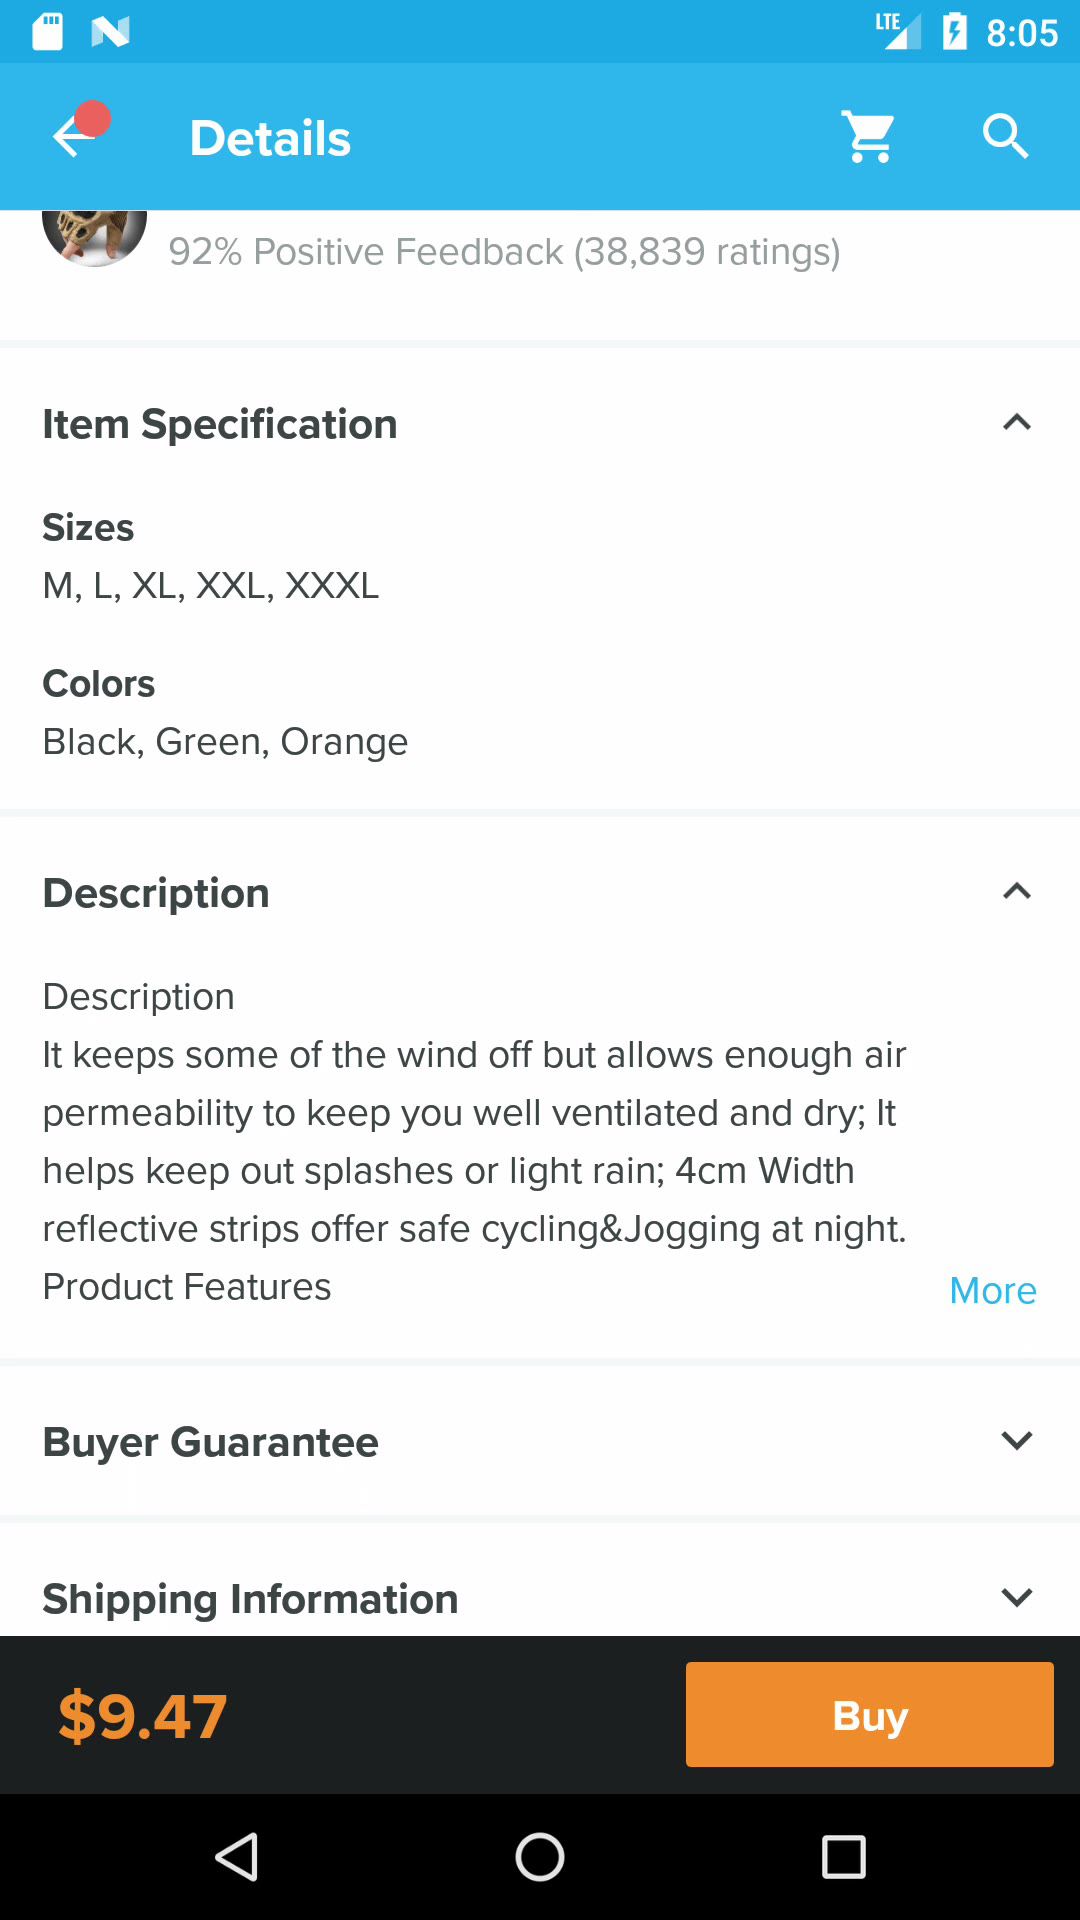 LTE 8:05
Details
92% Positive Feedback (38,839 ratings)
Item Specification
Sizes
M, L, XL, XXL, XXXL
Colors
Black, Green, Orange
Description
Description
It keeps some of the wind off but allows enough air
permeability to keep you well ventilated and dry; It
helps keep out splashes or light rain; 4cm Width
reflective strips offer safe cycling&Jogging at night.
Product Features
More
Buyer Guarantee
Shipping Information
$9.47
Buy